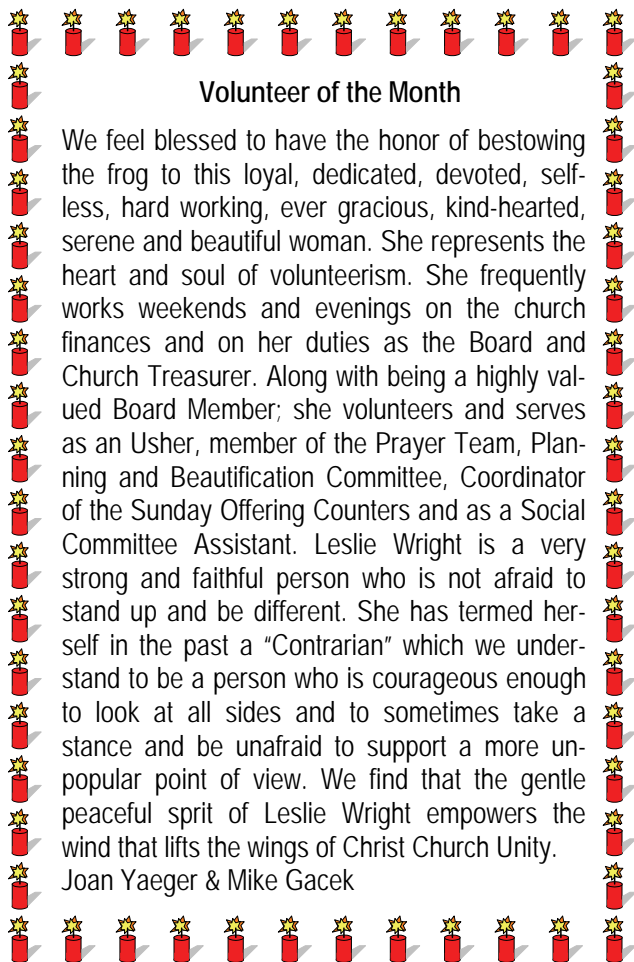 Volunteer of the Month
We feel blessed to have the honor of bestowing
the frog to this loyal, dedicated, devoted, self-
less, hard working, ever gracious, kind-hearted,
serene and beautiful woman. She represents the
heart and soul of volunteerism. She frequently
works weekends and evenings on the church
finances and on her duties as the Board and
Church Treasurer. Along with being a highly val-
ued Board Member; she volunteers and serves
as an Usher, member of the Prayer Team, Plan-
ning and Beautification Committee, Coordinator
of the Sunday Offering Counters and as a Social
Committee Assistant. Leslie Wright is a very
strong and faithful person who is not afraid to
stand up and be different. She has termed her-
self in the past a “Contrarian” which we under-
stand to be a person who is courageous enough
to look at all sides and to sometimes take a
stance and be unafraid to support a more un-
popular point of view. We find that the gentle
peaceful sprit of Leslie Wright empowers the
wind that lifts the wings of Christ Church Unity.
Joan Yaeger & Mike Gacek